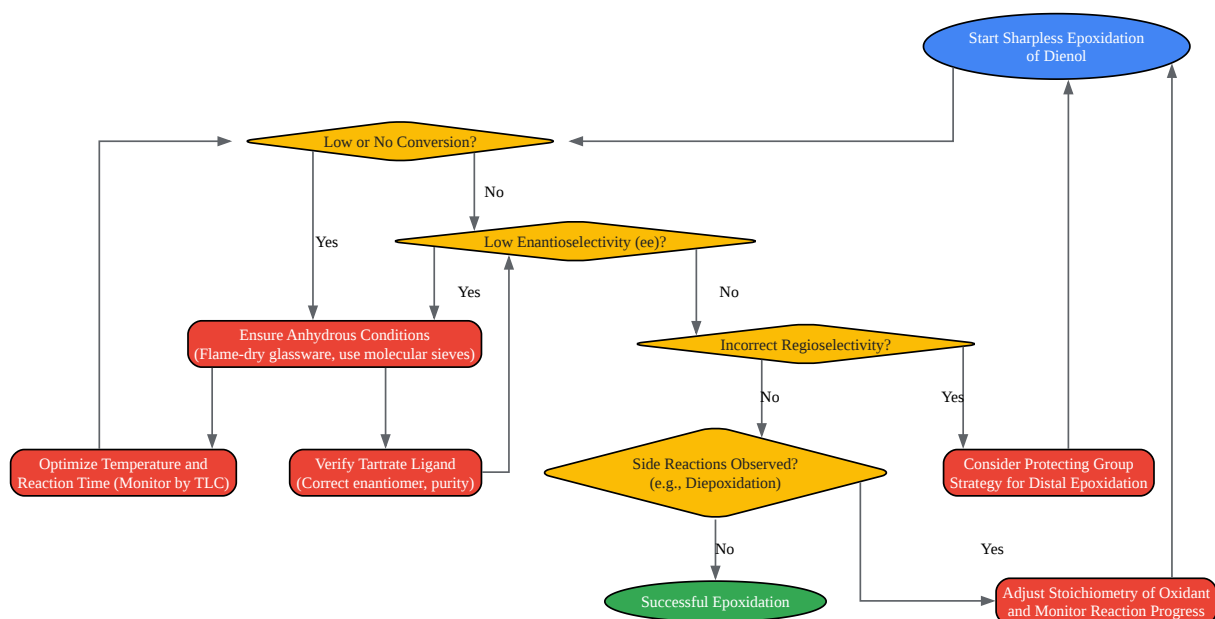 Start Sharpless Epoxidation
of Dienol
Low or No Conversion?
No
Yes
Low Enantioselectivity (ee)?
Yes
No
Ensure Anhydrous Conditions
(Flame-dry glassware, use molecular sieves)
Incorrect Regioselectivity?
No
Yes
Optimize Temperature and
Reaction Time (Monitor by TLC)
Verify Tartrate Ligand
(Correct enantiomer, purity)
Side Reactions Observed?
(e.g., Diepoxidation)
Consider Protecting Group
Strategy for Distal Epoxidation
No
Yes
Successful Epoxidation
Adjust Stoichiometry of Oxidant
and Monitor Reaction Progress